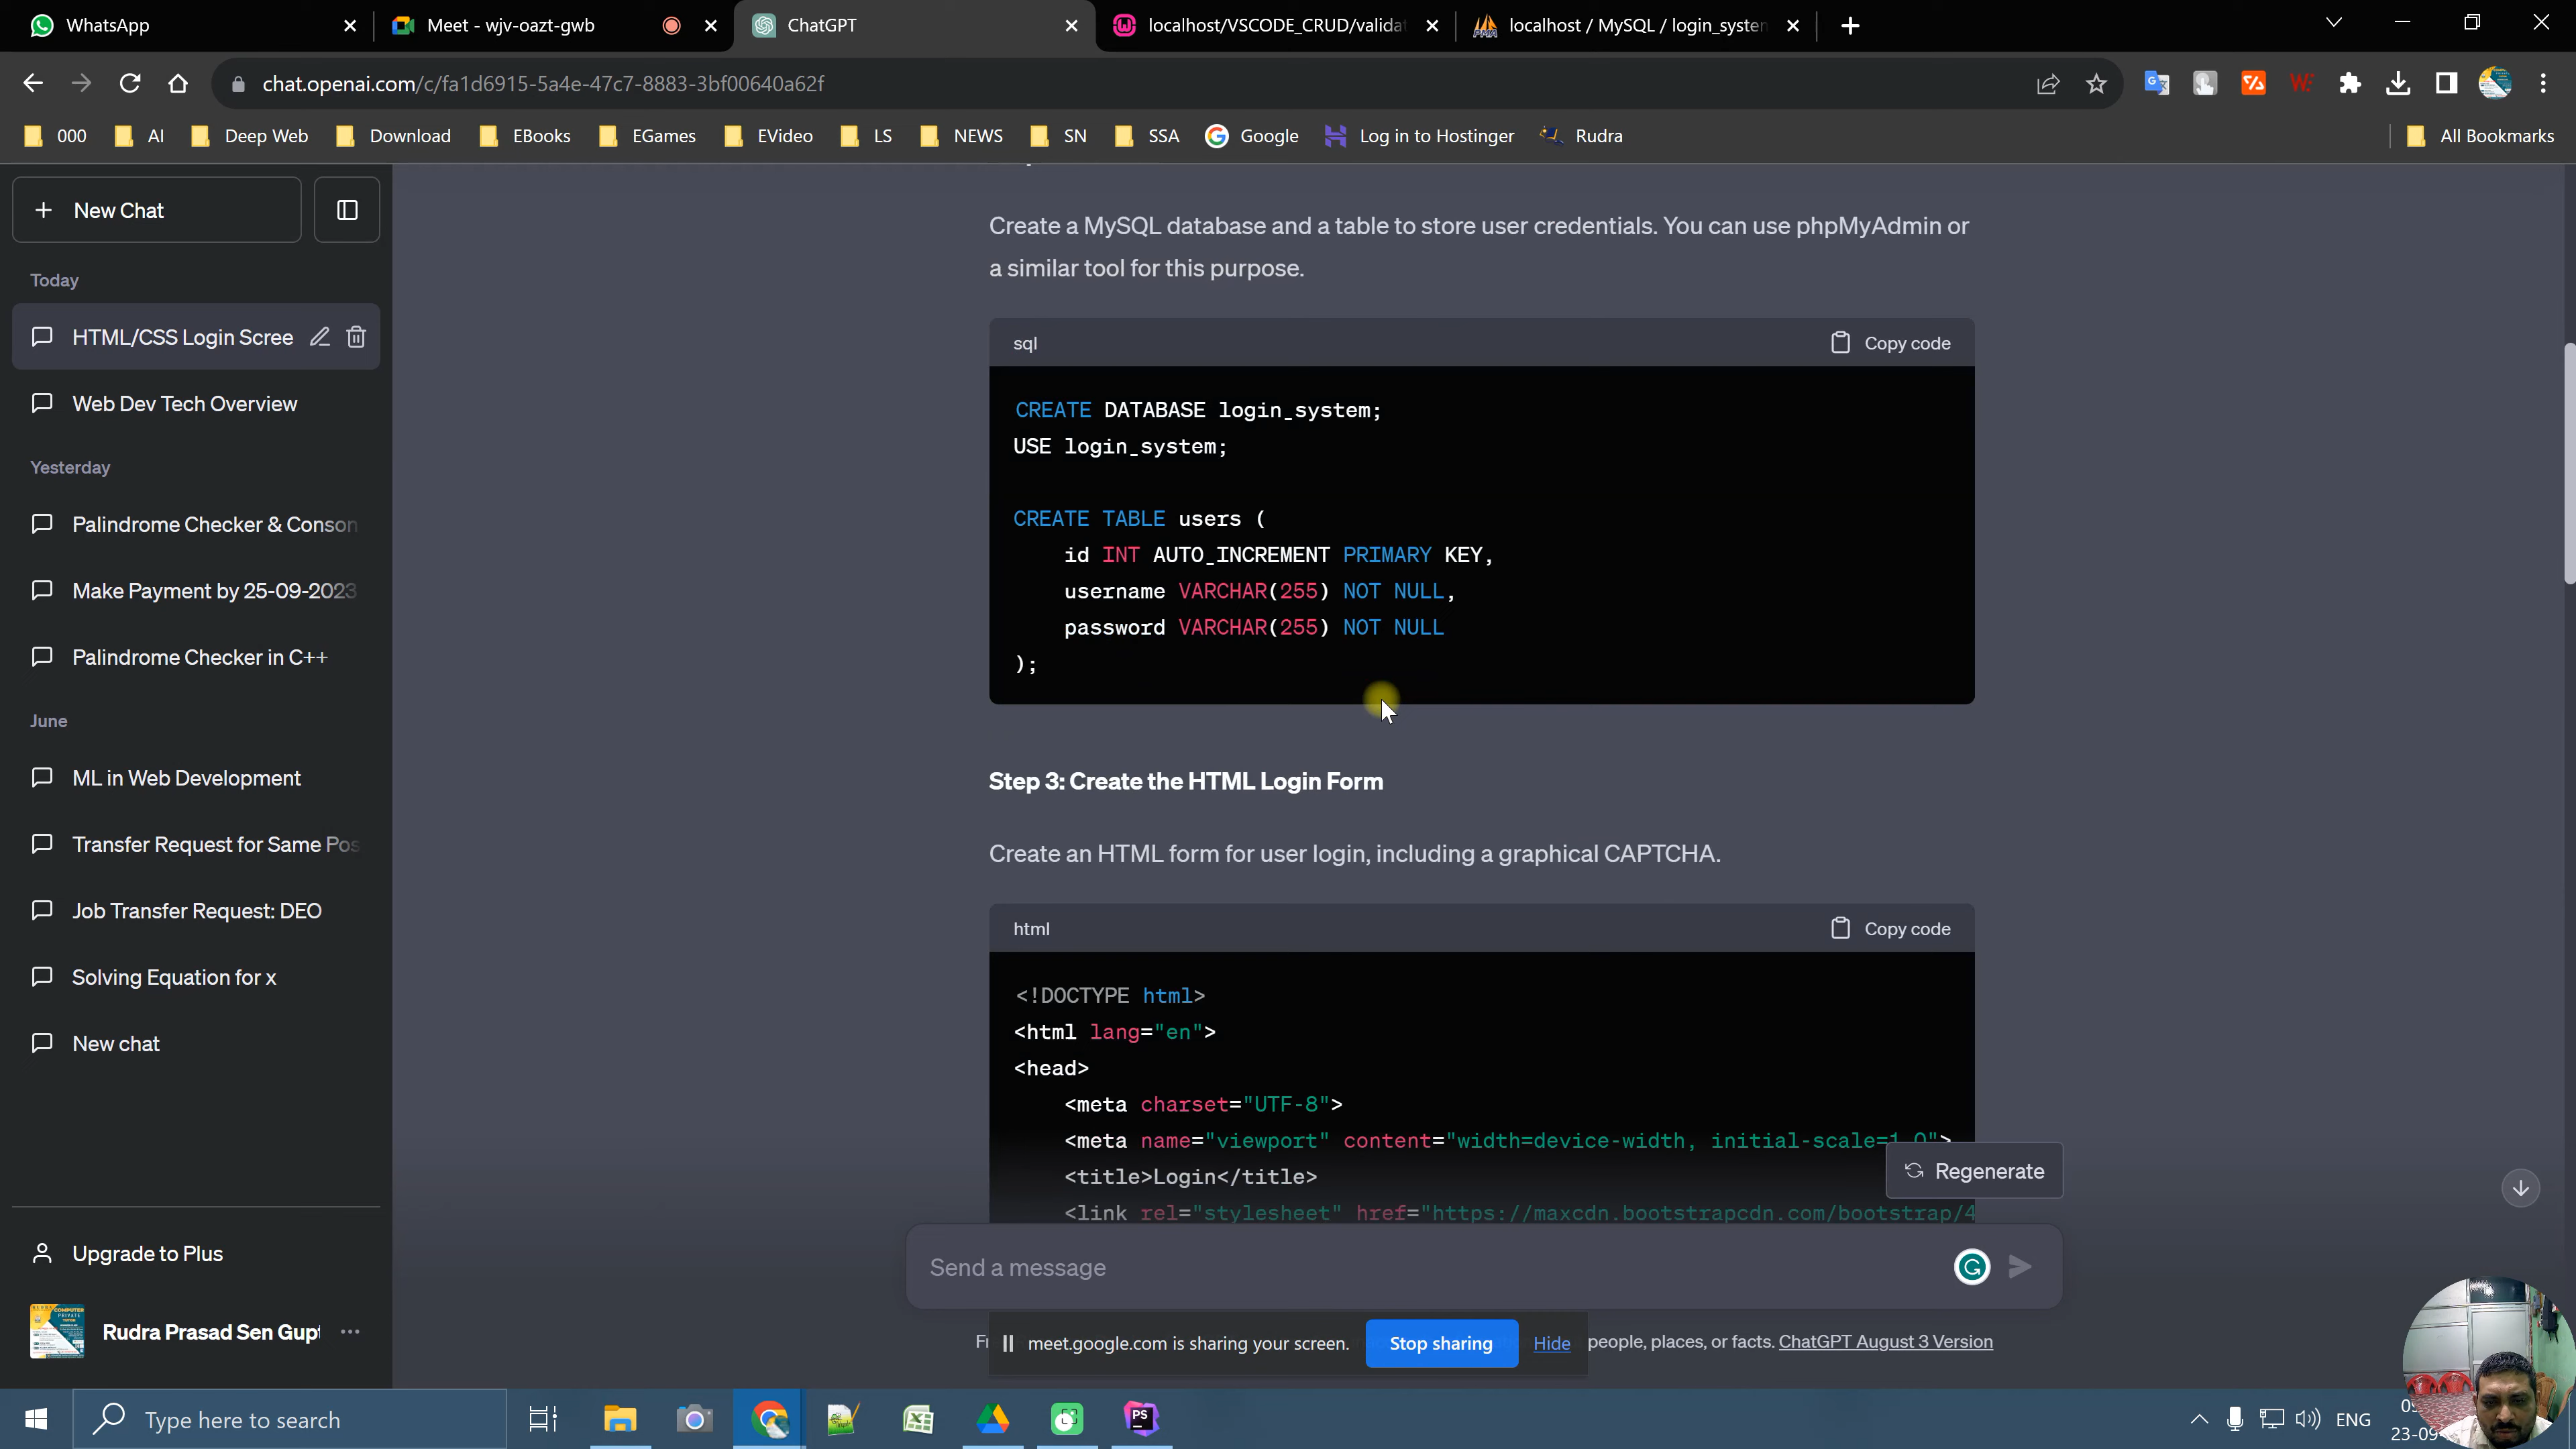 WhatsApp
Meet - wjv-oazt-gwb
ChatGPT
localhost/VSCODE_CRUD/validat
localhost / MySQL / login_system
chat.openai.com/c/fa1d6915-5a4e-47c7-8883-3bf00640a62f
000
AI
Deep Web
Download
EBooks
EGames
EVideo
LS
NEWS
SN
SSA
Google
Log in to Hostinger
Rudra
All Bookmarks
New Chat
Today
HTML/CSS Login Scree
Web Dev Tech Overview
Yesterday
Palindrome Checker & Conson
Make Payment by 25-09-2023
Palindrome Checker in C++
June
ML in Web Development
Transfer Request for Same Pos
Job Transfer Request: DEO
Solving Equation for x
New chat
Upgrade to Plus
Rudra Prasad Sen Gupt
Create a MySQL database and a table to store user credentials. You can use phpMyAdmin or
a similar tool for this purpose.
sql
Copy code
CREATE DATABASE login_system;
USE login_system;
CREATE TABLE users (
id INT AUTO_INCREMENT PRIMARY KEY,
username VARCHAR(255) NOT NULL,
password VARCHAR(255) NOT NULL
);
Step 3: Create the HTML Login Form
Create an HTML form for user login, including a graphical CAPTCHA.
html
Copy code
<!DOCTYPE html>
<html lang="en">
<head>
<meta charset="UTF-8">
<meta name="viewport" content="width=device-width, initial-scale=1.0">
<title>Login</title>
<link rel="stylesheet" href="https://maxcdn.bootstrapcdn.com/bootstrap/4
Regenerate
Send a message
meet.google.com is sharing your screen.
Stop sharing
Hide
people, places, or facts. ChatGPT August 3 Version
Type here to search
PS
ENG
23-09